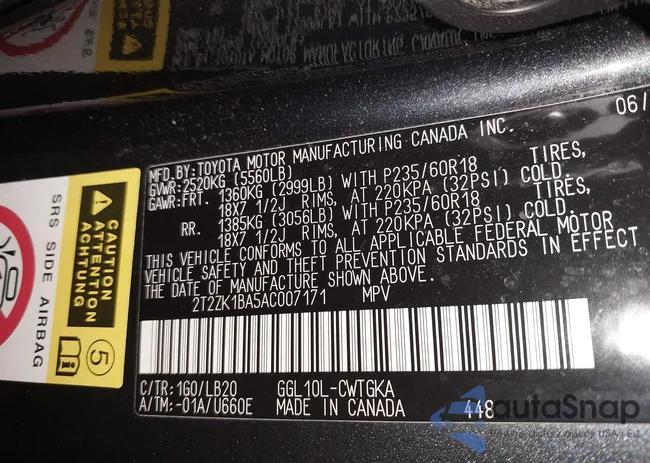 06/
MFD.BY:TOYOTA MOTOR MANUFACTURING CANADA INC.
GVWR:2520KG (5560LB)
GAWR:FRT. 1360KG (2999LB) WITH P235/60R18 TIRES,
18X7 1/2J RIMS, AT 220KPA (32PSI) COLD.
RR. 1385KG (3056LB) WITH P235/60R18 TIRES,
18X7 1/2J RIMS, AT 220KPA (32PSI) COLD.
THIS VEHICLE CONFORMS TO ALL APPLICABLE FEDERAL MOTOR
VEHICLE SAFETY AND THEFT PREVENTION STANDARDS IN EFFECT
THE DATE OF MANUFACTURE SHOWN ABOVE.
2T2ZK1BA5AC007171 MPV
C/TR:1G0/LB20 GGL10L-CWTGKA
A/TM:-01A/U660E MADE IN CANADA 448
CAUTION
ATTENTION
ACHTUNG
SRS SIDE AIRBAG
5
autaSnap